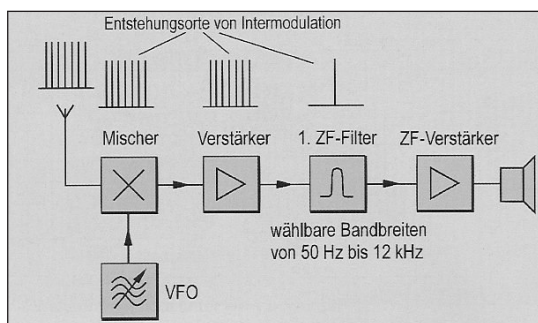 Entstehungsorte von Intermodulation
Mischer
Verstärker
1. ZF-Filter
ZF-Verstärker
wählbare Bandbreiten
von 50 Hz bis 12 kHz
VFO